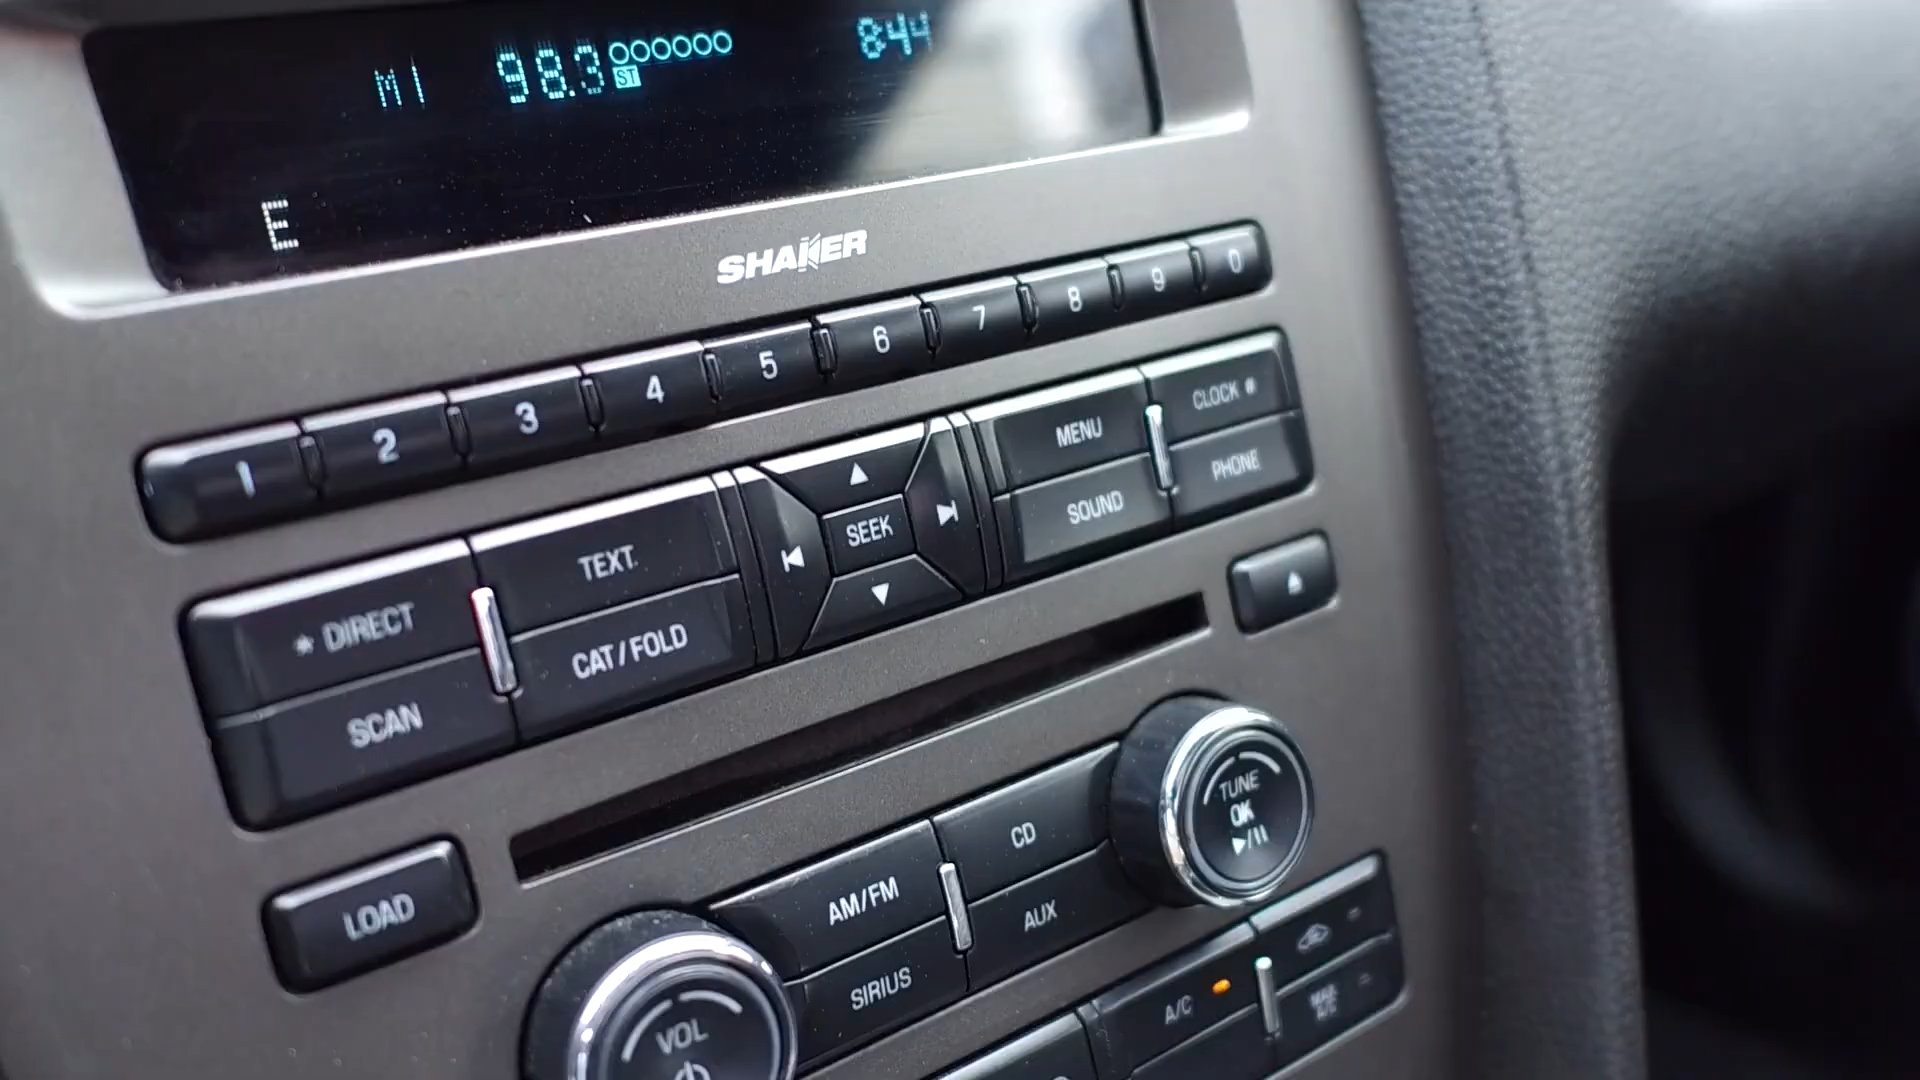 M1 98.3 8:44
ST
E
SHAKER
1 2 3 4 5 6 7 8 9 0
MENU CLOCK #
SOUND PHONE
TEXT
SEEK
* DIRECT
CAT/FOLD
SCAN
LOAD
CD
TUNE
OK
AM/FM
AUX
SIRIUS
A/C
MAX
A/C
VOL